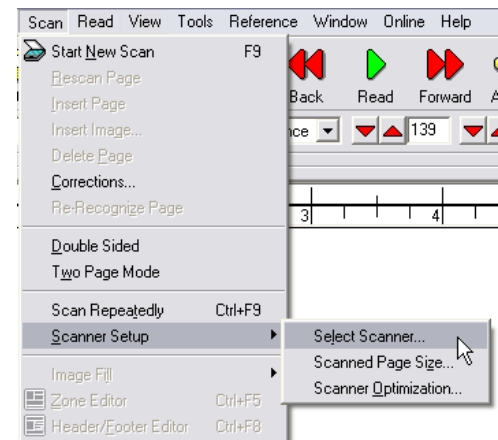 Scan Read View Tools Reference Window Online Help
Start New Scan F9
Rescan Page
Insert Page
Insert Image...
Delete Page
Corrections...
Re-Recognize Page
Double Sided
Two Page Mode
Scan Repeatedly Ctrl+F9
Scanner Setup
Image Fill
Zone Editor Ctrl+F5
Header/Footer Editor Ctrl+F8
Back Read Forward
139
3 4
Select Scanner...
Scanned Page Size...
Scanner Optimization...